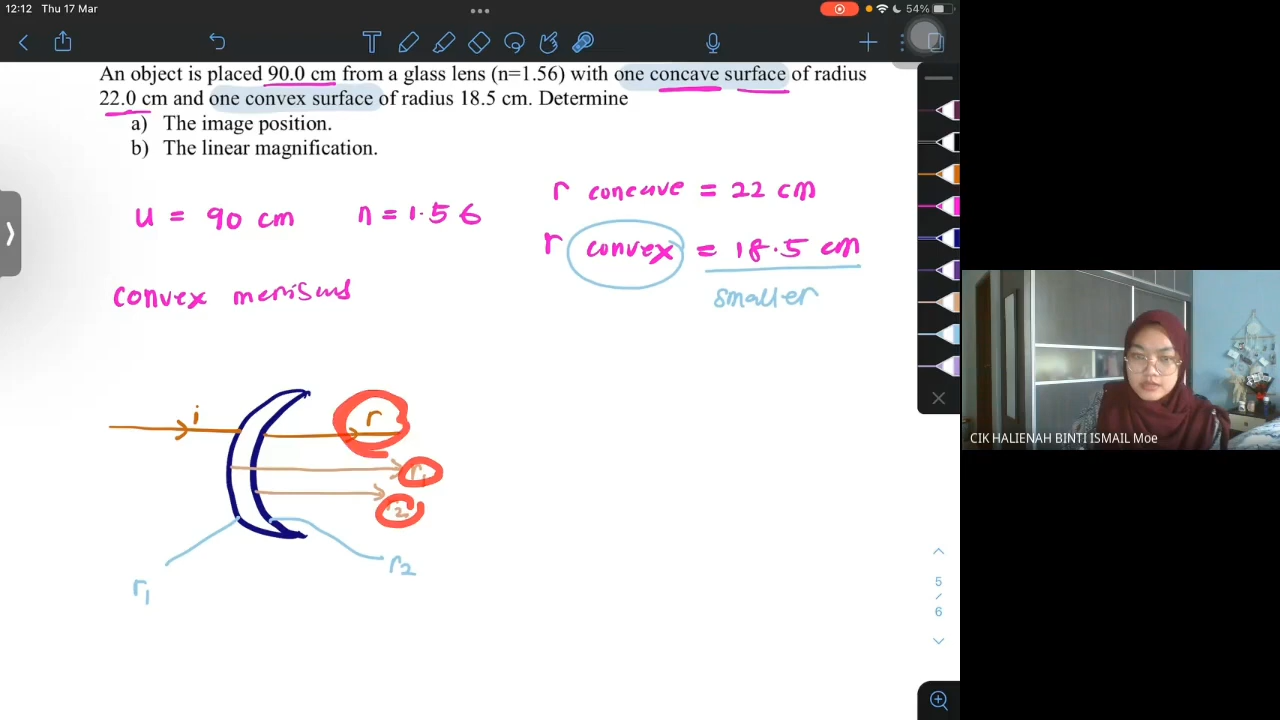 12:12 Thu 17 Mar
54%
An object is placed 90.0 cm from a glass lens (n=1.56) with one concave surface of radius
22.0 cm and one convex surface of radius 18.5 cm. Determine
a) The image position.
b) The linear magnification.
r concave = 22 cm
u = 90 cm n = 1.56
r convex = 18.5 cm
smaller
convex meniscus
i
r
r1
r2
r1
r2
5
/
6
CIK HALIENAH BINTI ISMAIL Moe